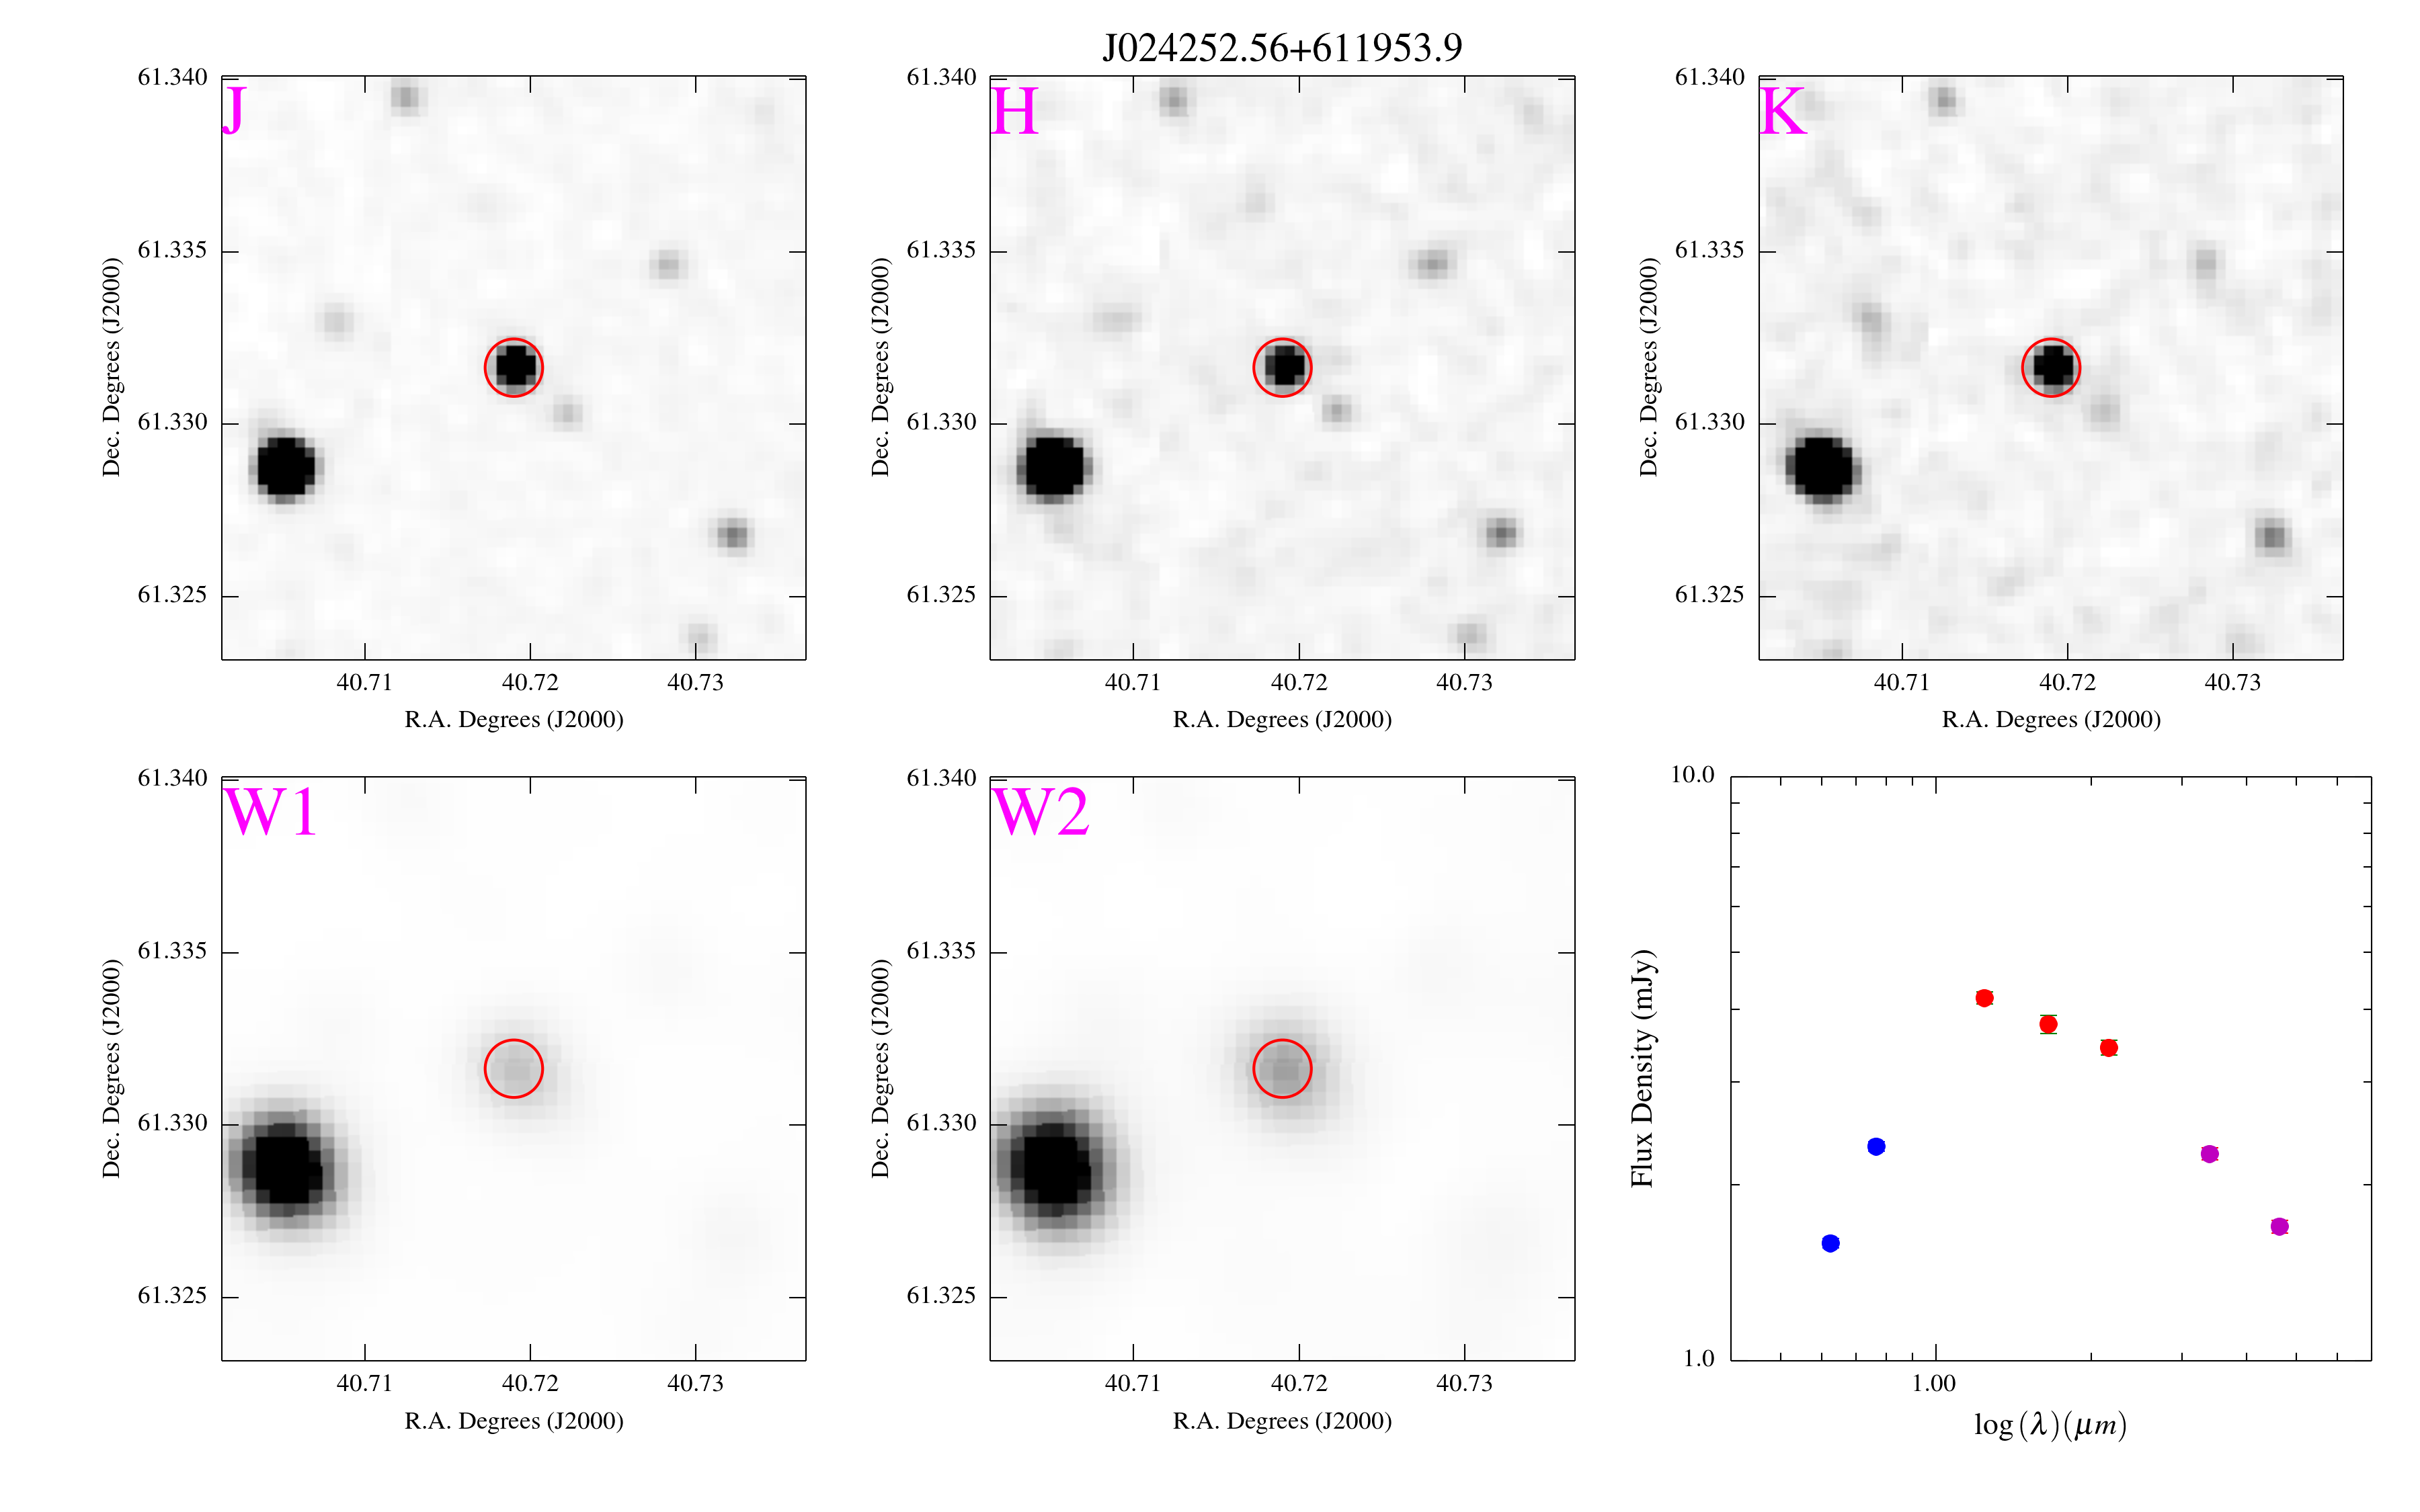 J024252.56+611953.9
J
61.340
61.335
61.330
61.325
Dec. Degrees (J2000)
40.71 40.72 40.73
R.A. Degrees (J2000)
H
61.340
61.335
61.330
61.325
Dec. Degrees (J2000)
40.71 40.72 40.73
R.A. Degrees (J2000)
K
61.340
61.335
61.330
61.325
Dec. Degrees (J2000)
40.71 40.72 40.73
R.A. Degrees (J2000)
W1
61.340
61.335
61.330
61.325
Dec. Degrees (J2000)
40.71 40.72 40.73
R.A. Degrees (J2000)
W2
61.340
61.335
61.330
61.325
Dec. Degrees (J2000)
40.71 40.72 40.73
R.A. Degrees (J2000)
10.0
1.0
Flux Density (mJy)
1.00
log (λ)(μm)